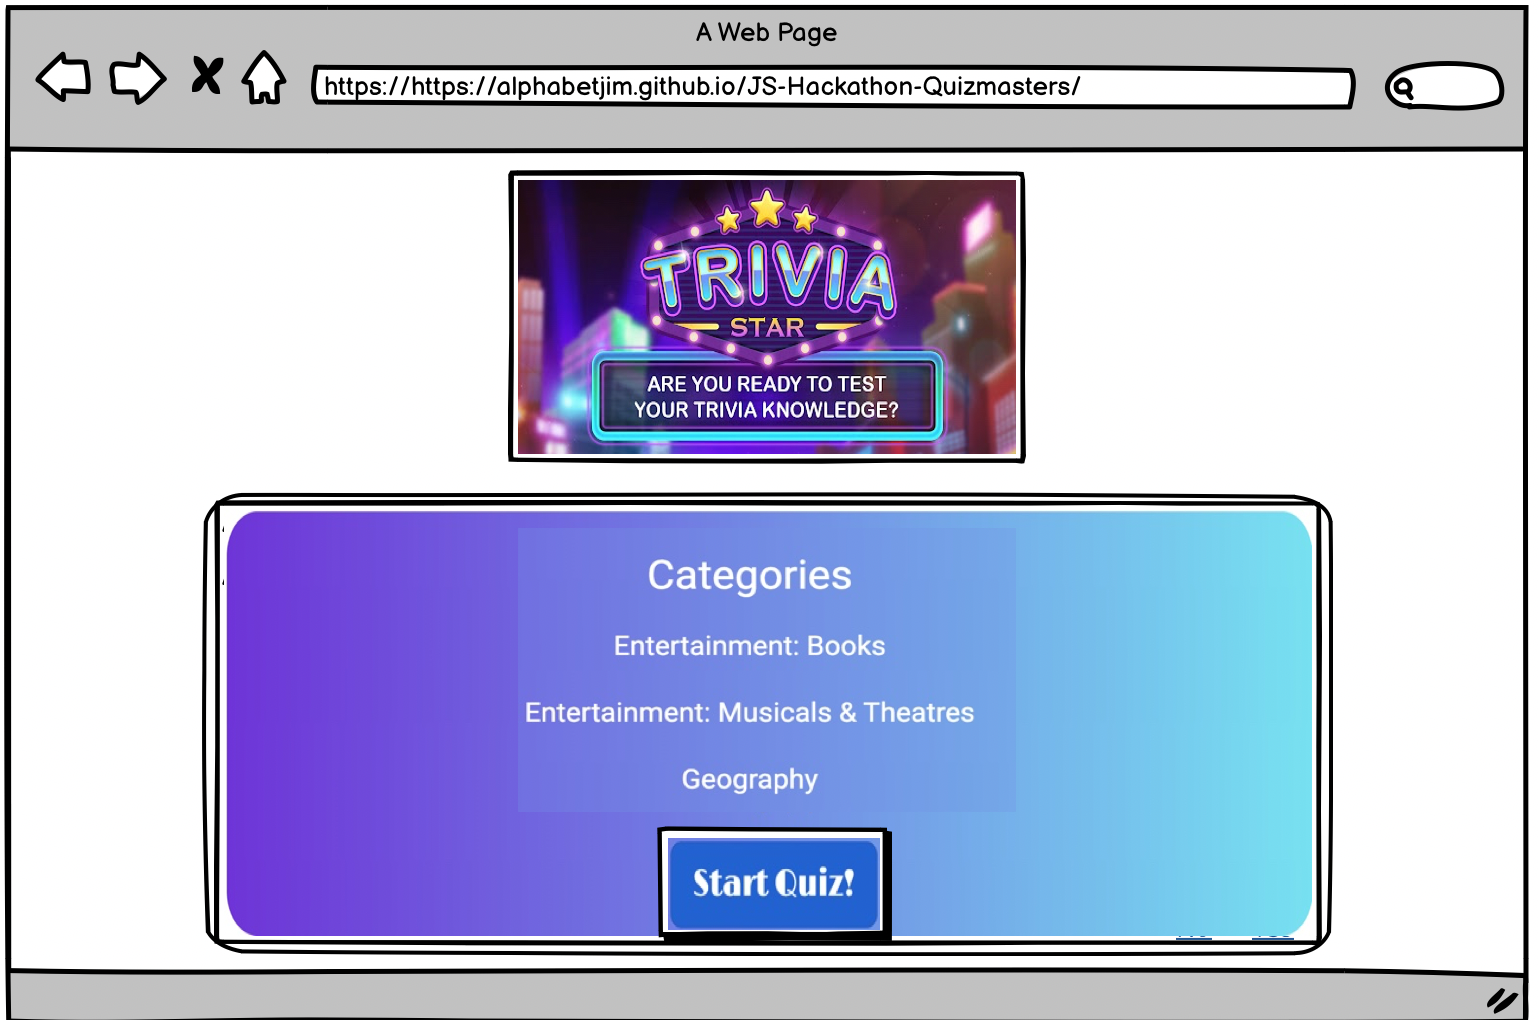 A Web Page
https://https://alphabetjim.github.io/JS-Hackathon-Quizmasters/
TRIVIA
STAR
ARE YOU READY TO TEST
YOUR TRIVIA KNOWLEDGE?
Categories
Entertainment: Books
Entertainment: Musicals & Theatres
Geography
Start Quiz!